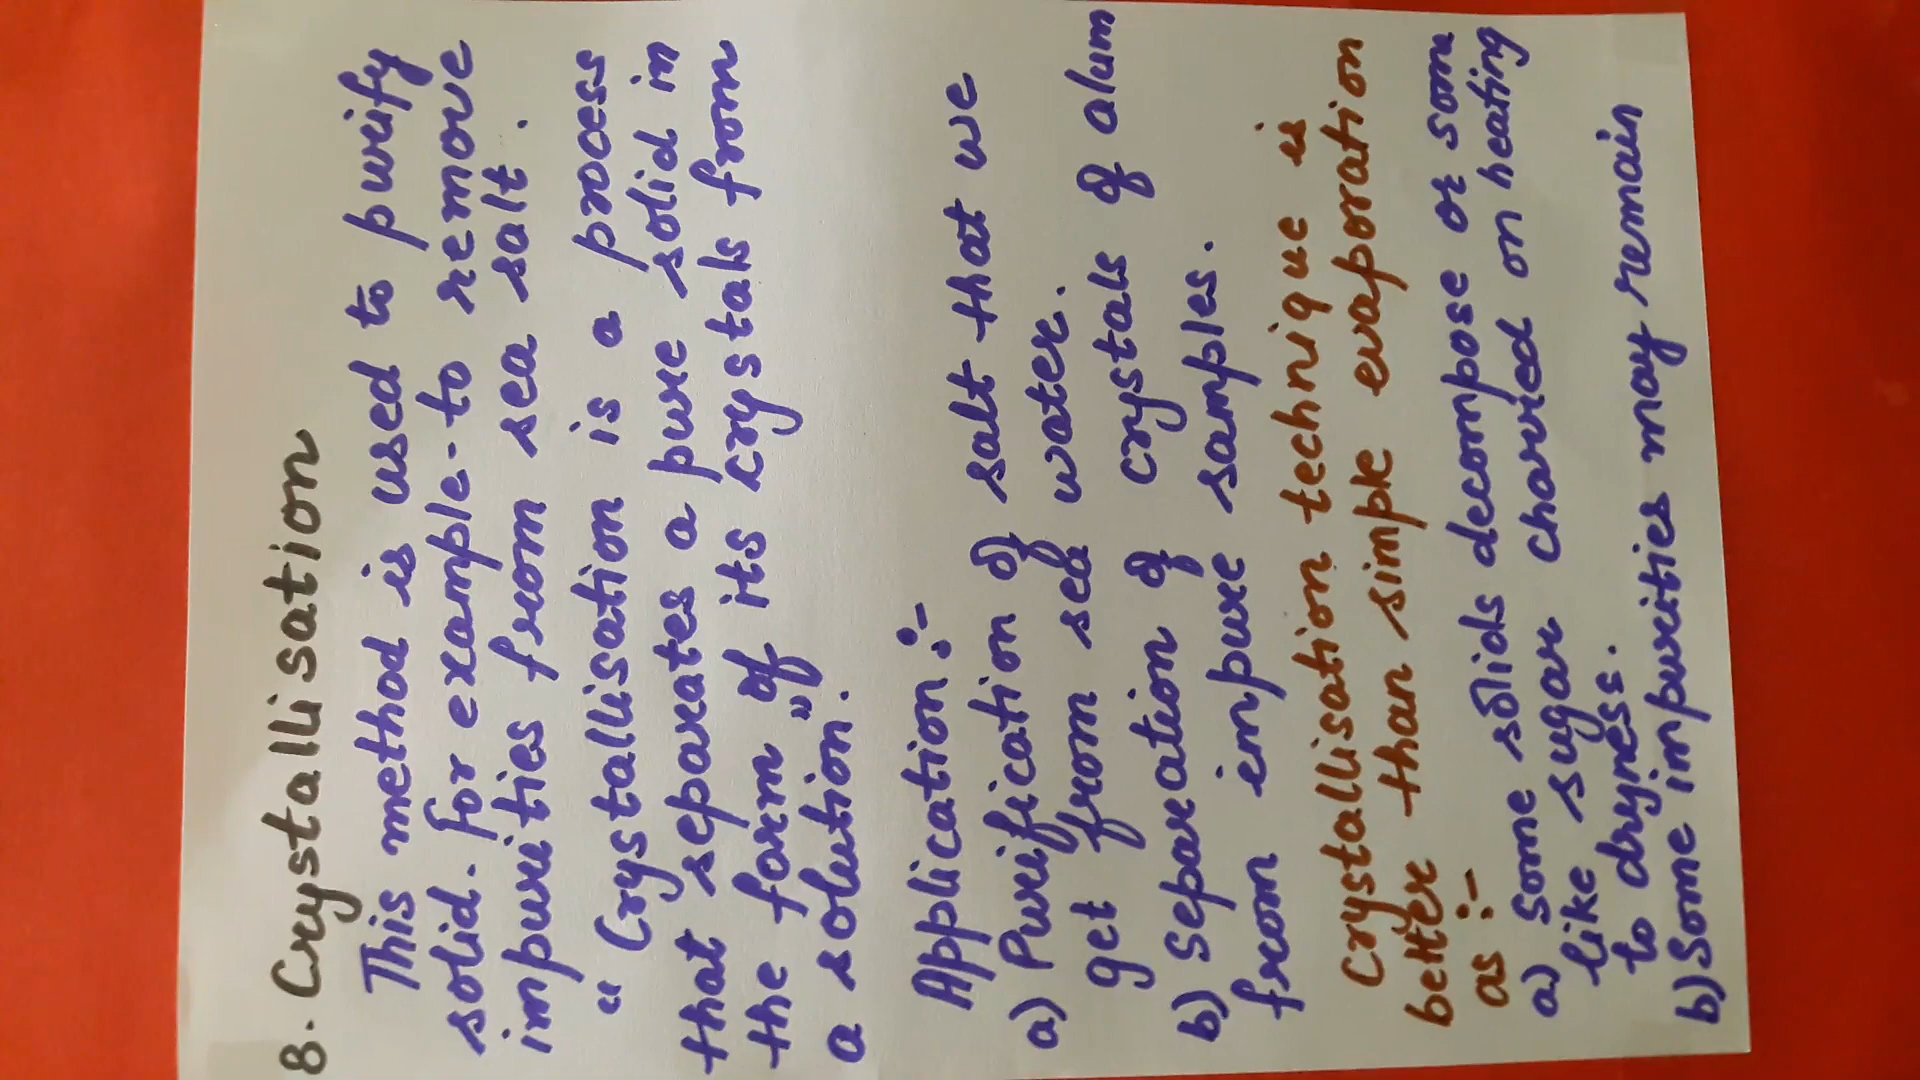 8. Crystallisation
This method is used to purify
solid. For example-to remove
impurities from sea salt.
" Crystallisation is a process
that separates a pure solid in
the form of its crystals from
a solution."
Application:-
a) Purification of salt that we
get from sea water.
b) Separation of crystals of alum
from impure samples.
Crystallisation technique is
better than simple evaporation
as :-
a) Some solids decompose or some
like sugar charred on heating
to dryness.
b) Some impurities may remain